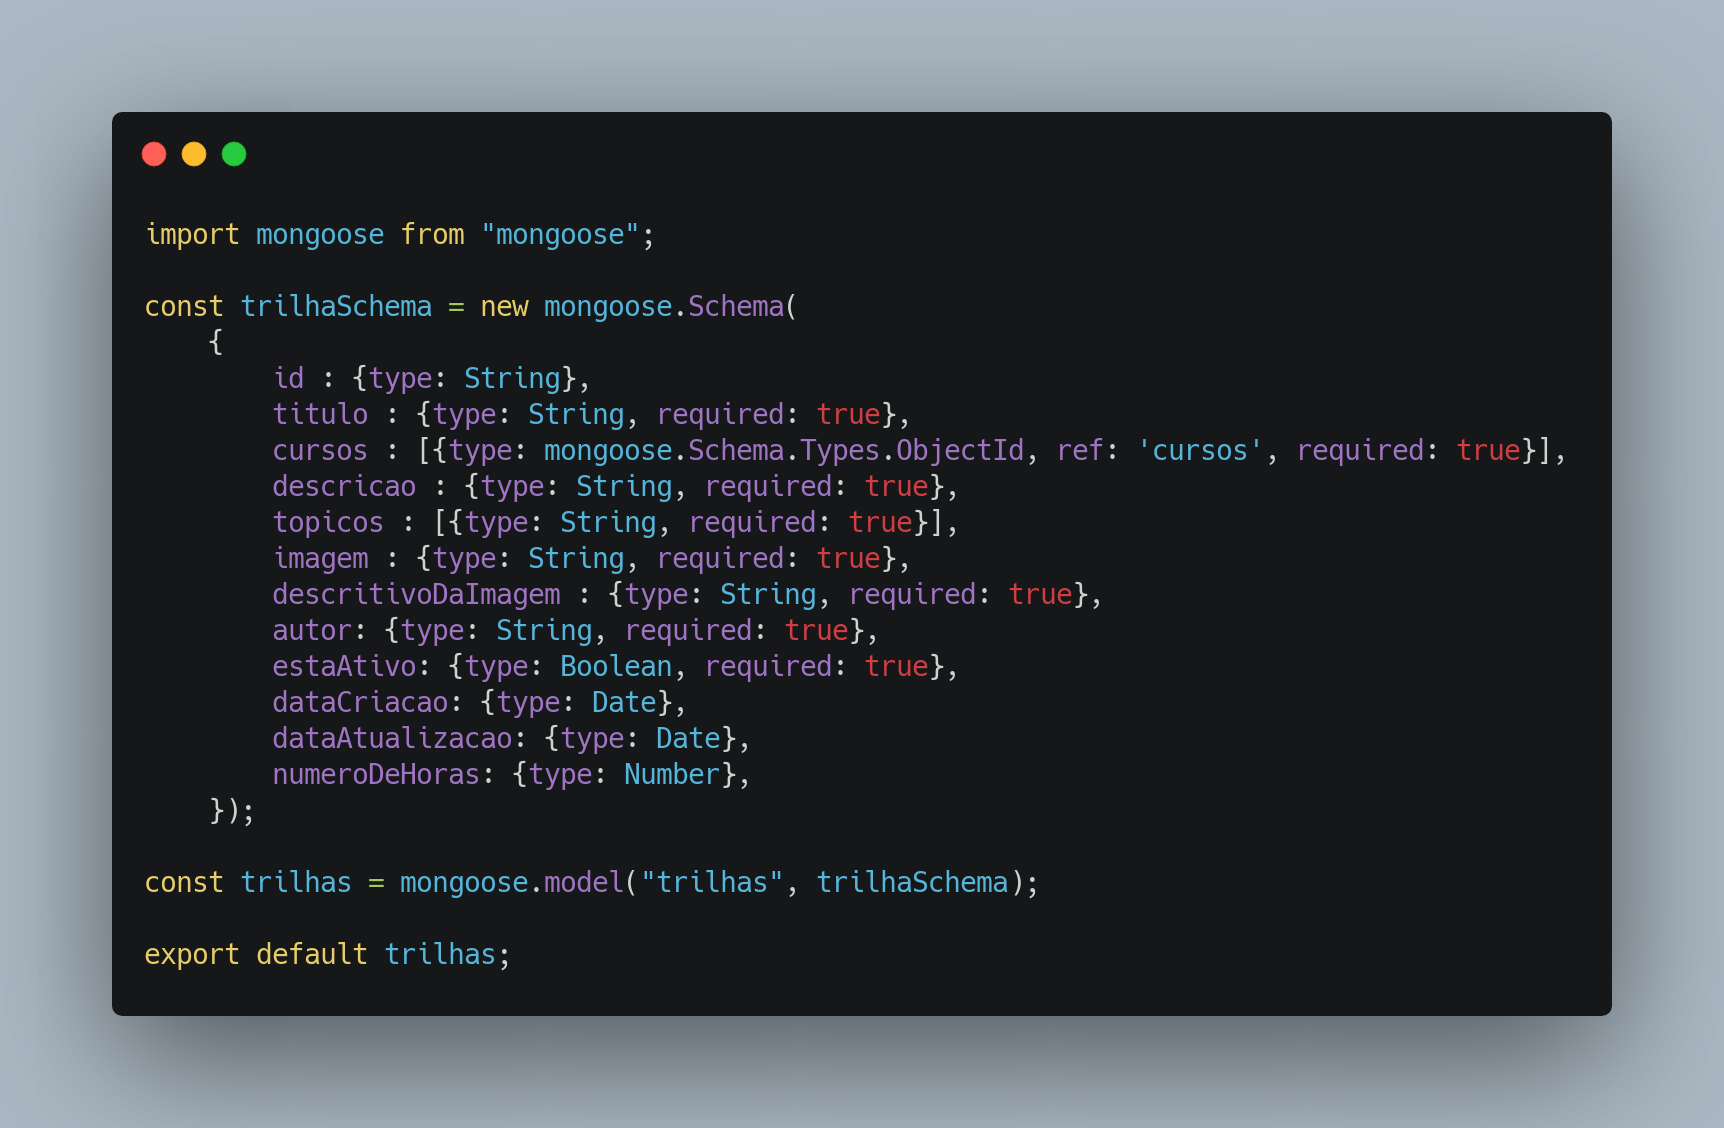 import mongoose from "mongoose";
const trilhaSchema = new mongoose.Schema(
{
id : {type: String},
titulo : {type: String, required: true},
cursos : [{type: mongoose.Schema.Types.ObjectId, ref: 'cursos', required: true}],
descricao : {type: String, required: true},
topicos : [{type: String, required: true}],
imagem : {type: String, required: true},
descritivoDaImagem : {type: String, required: true},
autor: {type: String, required: true},
estaAtivo: {type: Boolean, required: true},
dataCriacao: {type: Date},
dataAtualizacao: {type: Date},
numeroDeHoras: {type: Number},
});
const trilhas = mongoose.model("trilhas", trilhaSchema);
export default trilhas;